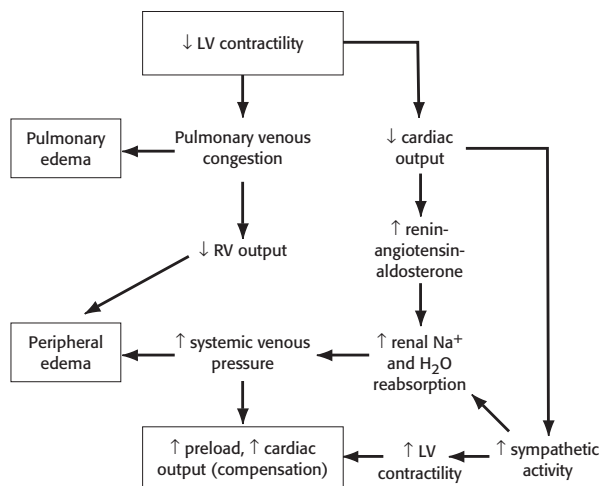 ↓ LV contractility
Pulmonary
edema
Pulmonary venous
congestion
↓ cardiac
output
↓ RV output
↑ renin-
angiotensin-
aldosterone
Peripheral
edema
↑ systemic venous
pressure
↑ renal Na⁺
and H₂O
reabsorption
↑ preload, ↑ cardiac
output (compensation)
↑ LV
contractility
↑ sympathetic
activity